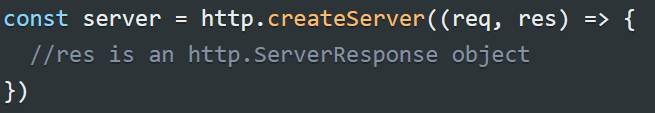 const server = http.createServer((req, res) => {
  //res is an http.ServerResponse object
})